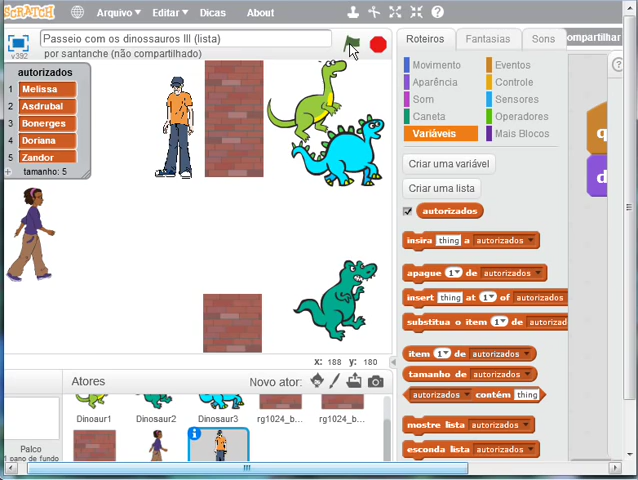 SCRATCH Arquivo Editar Dicas About
v392
Passeio com os dinossauros III (lista)
por santanche (não compartilhado)
autorizados
1 Melissa
2 Asdrubal
3 Bonerges
4 Doriana
5 Zandor
+ tamanho: 5
x: 188 y: 180
Atores Novo ator:
Dinosaur1 Dinosaur2 Dinosaur3 rg1024_b... rg1024_b...
Palco
1 pano de fundo
Roteiros Fantasias Sons
ompartilhar
Movimento Eventos
Aparência Controle
Som Sensores
Caneta Operadores
Variáveis Mais Blocos
Criar uma variável
Criar uma lista
autorizados
insira thing a autorizados
apague 1 de autorizados
insert thing at 1 of autorizados
substitua o item 1 de autorizados
item 1 de autorizados
tamanho de autorizados
autorizados contém thing
mostre lista autorizados
esconda lista autorizados
q
d